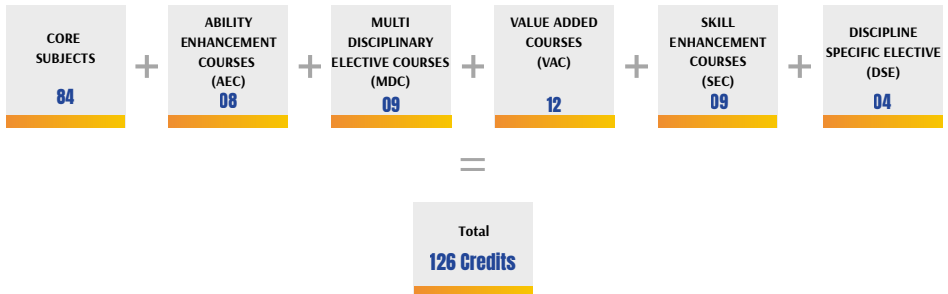 CORE
SUBJECTS
84
+
ABILITY
ENHANCEMENT
COURSES
(AEC)
08
+
MULTI
DISCIPLINARY
ELECTIVE COURSES
(MDC)
09
+
VALUE ADDED
COURSES
(VAC)
12
+
SKILL
ENHANCEMENT
COURSES
(SEC)
09
+
DISCIPLINE
SPECIFIC ELECTIVE
(DSE)
04
=
Total
126 Credits